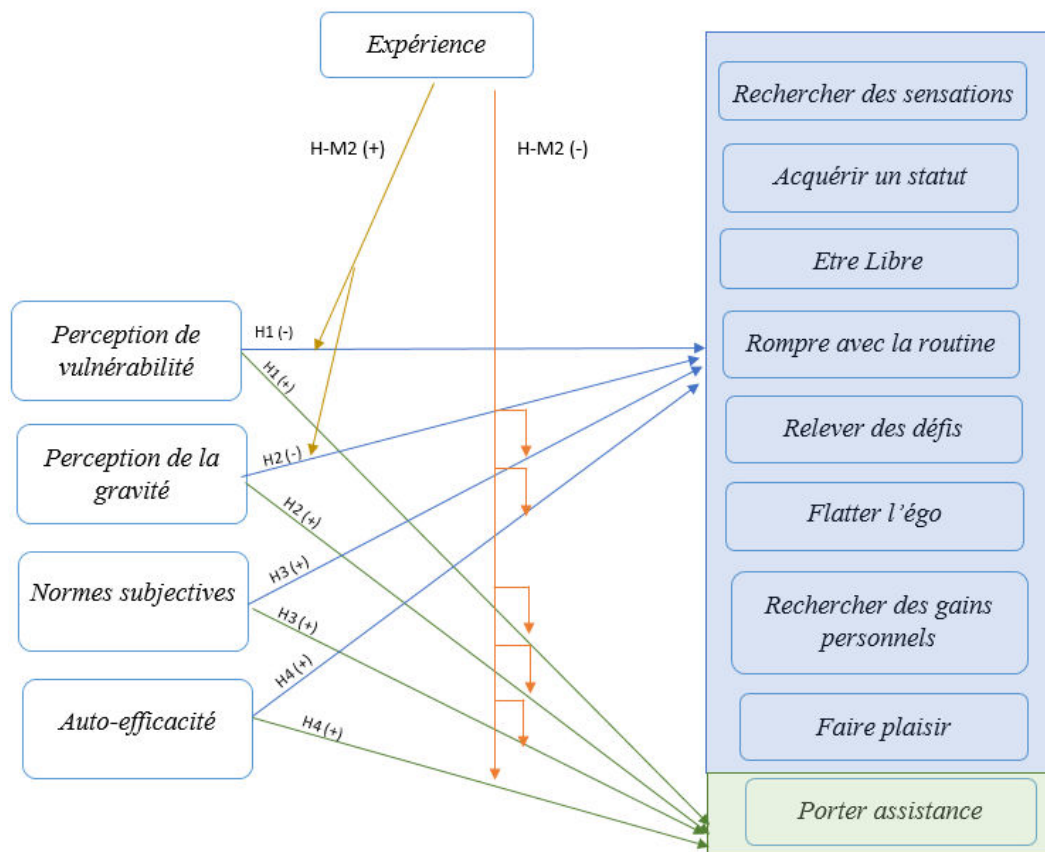 Expérience
H-M2 (+)
H-M2 (-)
Perception de
vulnérabilité
Perception de la
gravité
Normes subjectives
Auto-efficacité
H1 (-)
H1 (+)
H2 (-)
H2 (+)
H3 (+)
H3 (+)
H4 (+)
H4 (+)
Rechercher des sensations
Acquérir un statut
Etre Libre
Rompre avec la routine
Relever des défis
Flatter l’égo
Rechercher des gains
personnels
Faire plaisir
Porter assistance